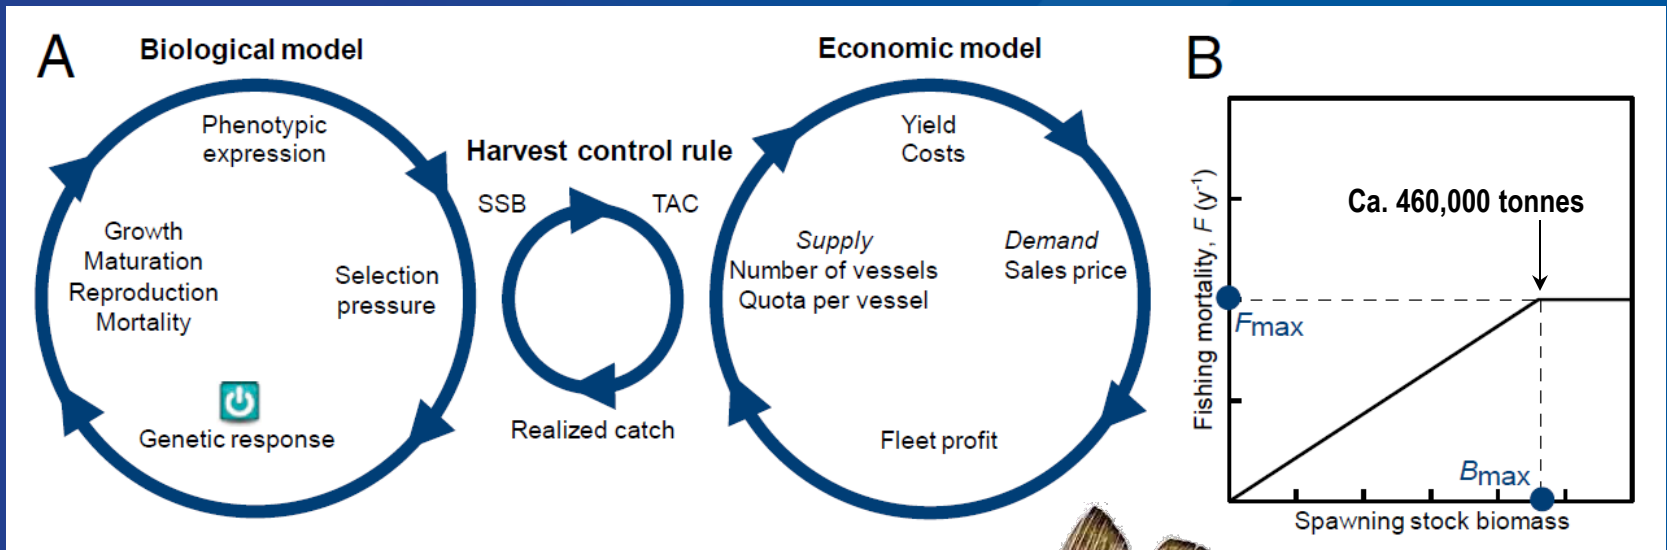 A
Biological model
Phenotypic
expression
Growth
Maturation
Reproduction
Mortality
Selection
pressure
Genetic response
Harvest control rule
SSB
TAC
Realized catch
Economic model
Yield
Costs
Supply
Number of vessels
Quota per vessel
Demand
Sales price
Fleet profit
B
Fishing mortality, F (y⁻¹)
Ca. 460,000 tonnes
Fmax
Bmax
Spawning stock biomass